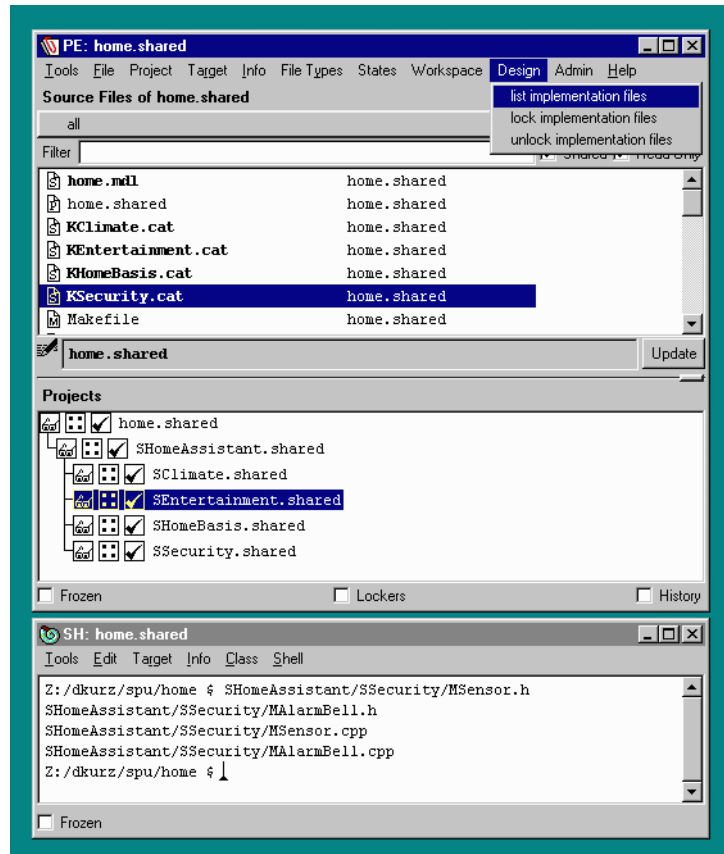 PE: home.shared
Tools File Project Target Info File Types States Workspace Design Admin Help
Source Files of home.shared
list implementation files
all
lock implementation files
unlock implementation files
Filter
Shared Read Only
home.mdl home.shared
home.shared home.shared
KClimate.cat home.shared
KEntertainment.cat home.shared
KHomeBasis.cat home.shared
KSecurity.cat home.shared
Makefile home.shared
home.shared Update
Projects
home.shared
SHomeAssistant.shared
SClimate.shared
SEntertainment.shared
SHomeBasis.shared
SSecurity.shared
Frozen Lockers History
SH: home.shared
Tools Edit Target Info Class Shell
Z:/dkurz/spu/home $ SHomeAssistant/SSecurity/MSensor.h
SHomeAssistant/SSecurity/MAlarmBell.h
SHomeAssistant/SSecurity/MSensor.cpp
SHomeAssistant/SSecurity/MAlarmBell.cpp
Z:/dkurz/spu/home $
Frozen